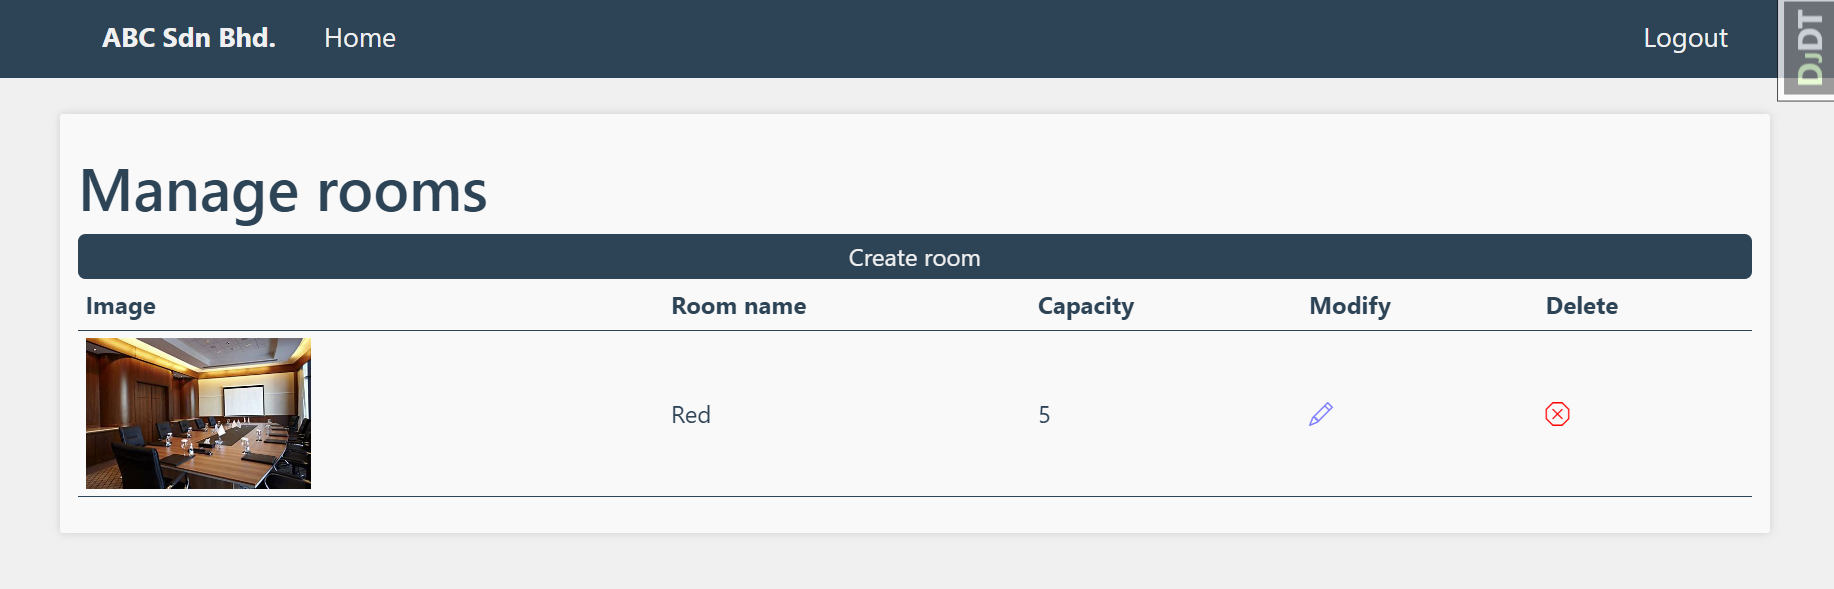 ABC Sdn Bhd. Home Logout
DJDT
Manage rooms
Create room
Image Room name Capacity Modify Delete
Red 5